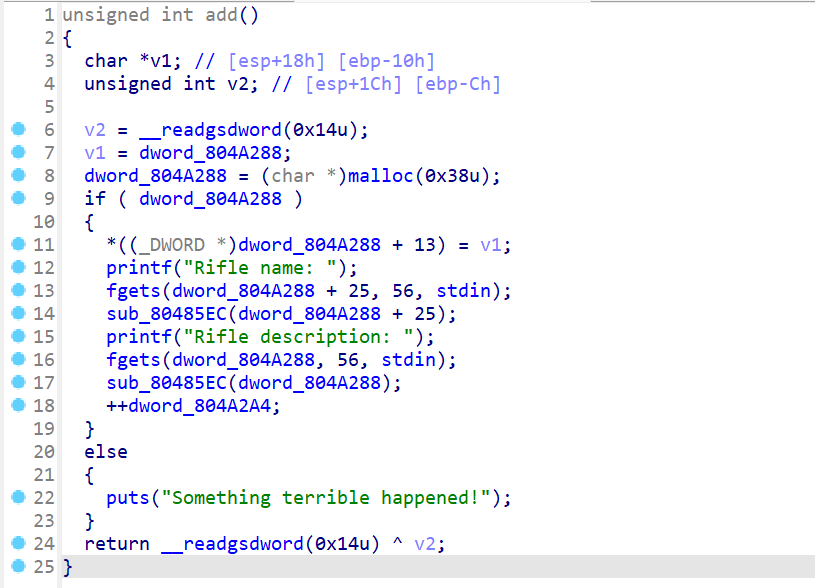 1 unsigned int add()
2 {
3   char *v1; // [esp+18h] [ebp-10h]
4   unsigned int v2; // [esp+1Ch] [ebp-Ch]
5
6   v2 = __readgsdword(0x14u);
7   v1 = dword_804A288;
8   dword_804A288 = (char *)malloc(0x38u);
9   if ( dword_804A288 )
10   {
11     *((_DWORD *)dword_804A288 + 13) = v1;
12     printf("Rifle name: ");
13     fgets(dword_804A288 + 25, 56, stdin);
14     sub_80485EC(dword_804A288 + 25);
15     printf("Rifle description: ");
16     fgets(dword_804A288, 56, stdin);
17     sub_80485EC(dword_804A288);
18     ++dword_804A2A4;
19   }
20   else
21   {
22     puts("Something terrible happened!");
23   }
24   return __readgsdword(0x14u) ^ v2;
25 }